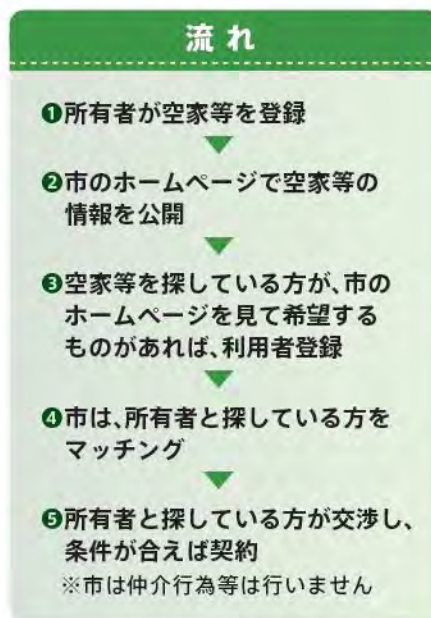 流れ
❶所有者が空家等を登録
❷市のホームページで空家等の
情報を公開
❸空家等を探している方が、市の
ホームページを見て希望する
ものがあれば、利用者登録
❹市は、所有者と探している方を
マッチング
❺所有者と探している方が交渉し、
条件が合えば契約
※市は仲介行為等は行いません